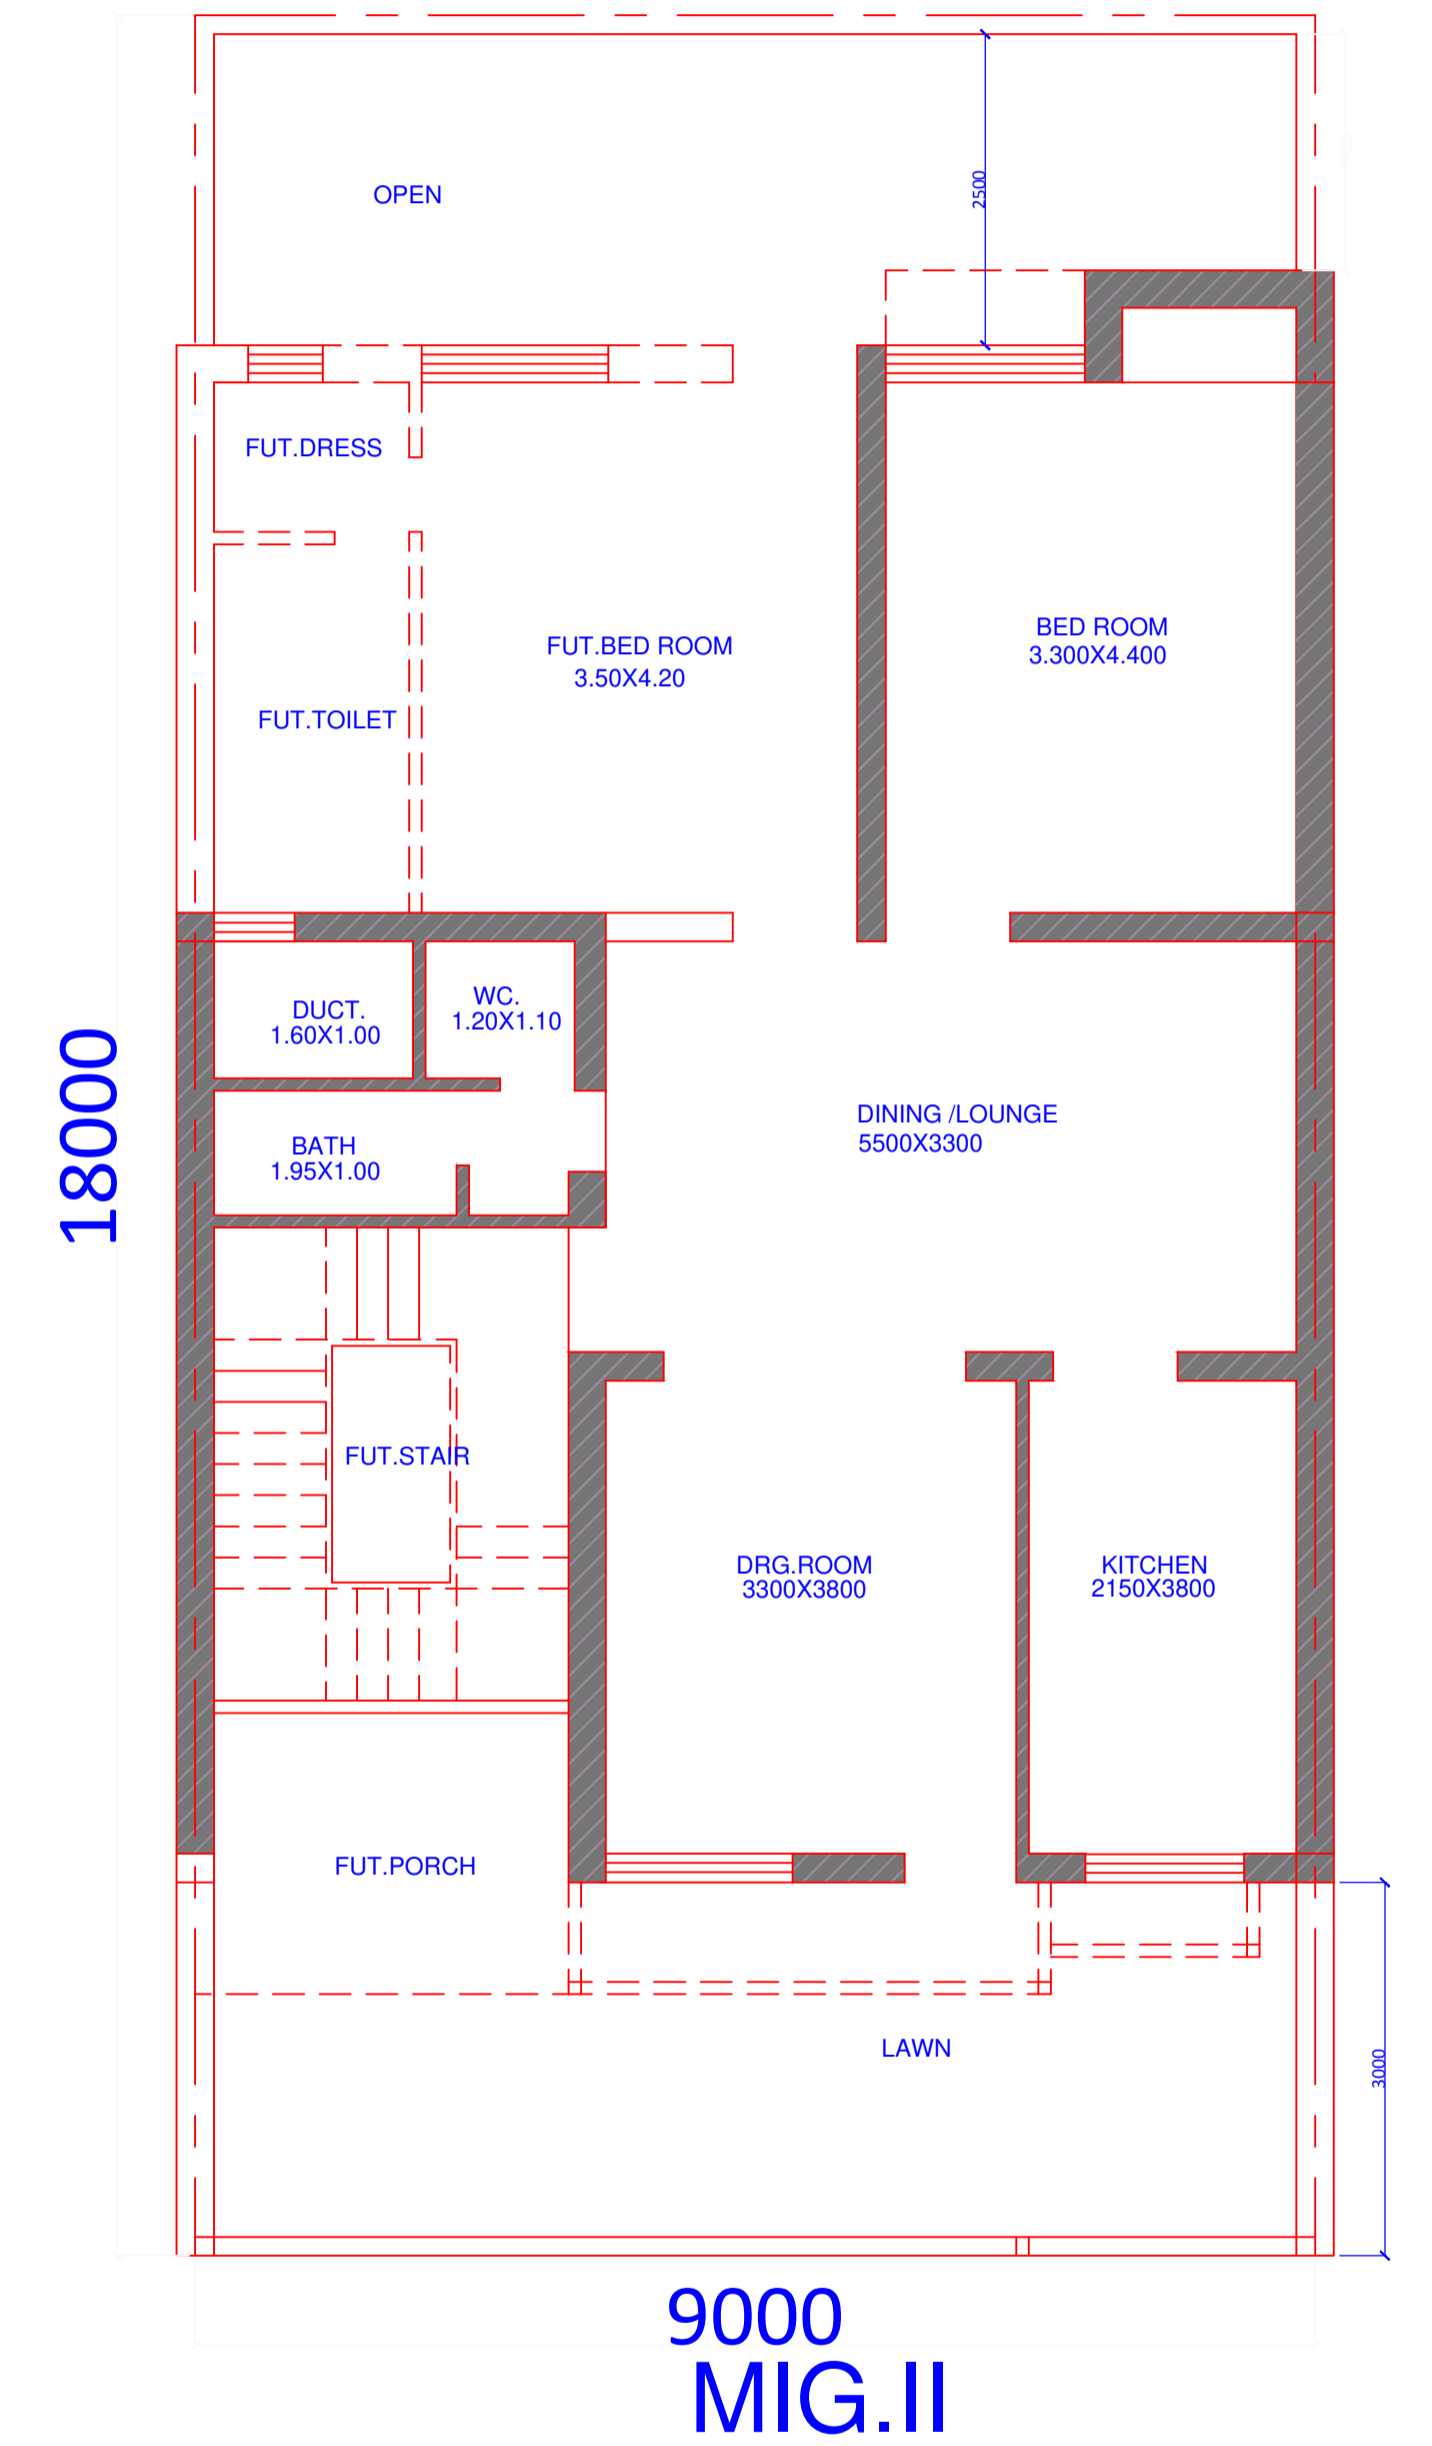 2500
OPEN
FUT.DRESS
FUT.BED ROOM
3.50X4.20
BED ROOM
3.300X4.400
FUT.TOILET
DUCT.
1.60X1.00
WC.
1.20X1.10
18000
DINING /LOUNGE
5500X3300
BATH
1.95X1.00
FUT.STAIR
DRG.ROOM
3300X3800
KITCHEN
2150X3800
FUT.PORCH
LAWN
3000
9000
MIG.II